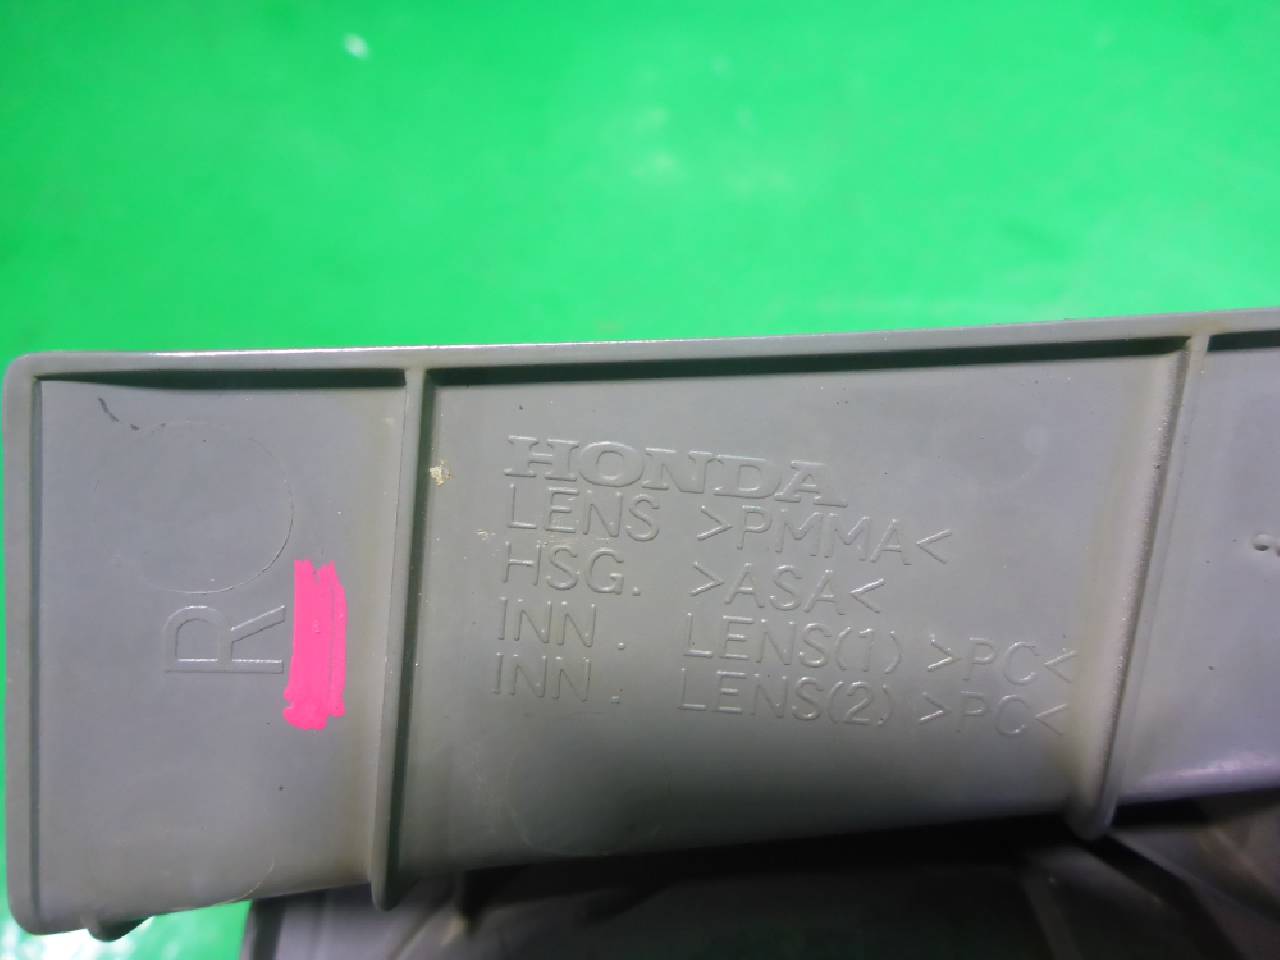 R
HONDA
LENS >PMMA<
HSG. >ASA<
INN. LENS(1) >PC<
INN. LENS(2) >PC<